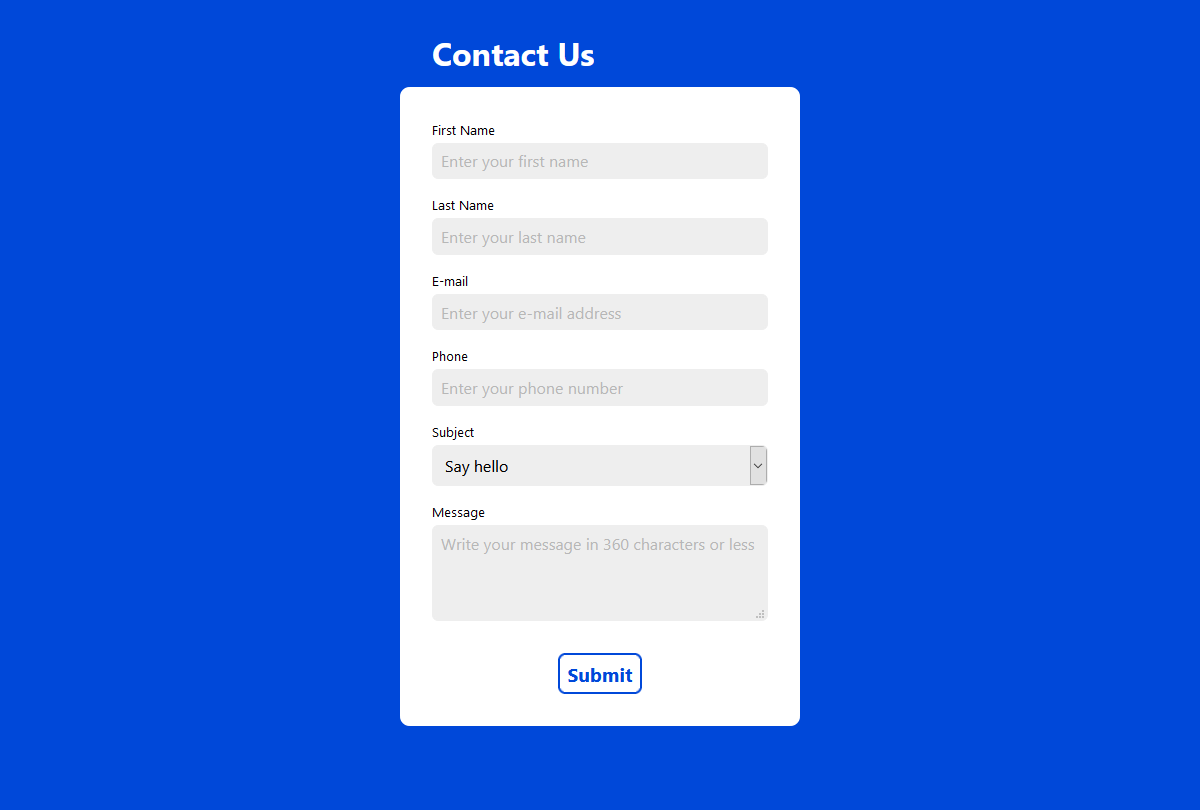 Contact Us
First Name
Enter your first name
Last Name
Enter your last name
E-mail
Enter your e-mail address
Phone
Enter your phone number
Subject
Say hello
Message
Write your message in 360 characters or less
Submit